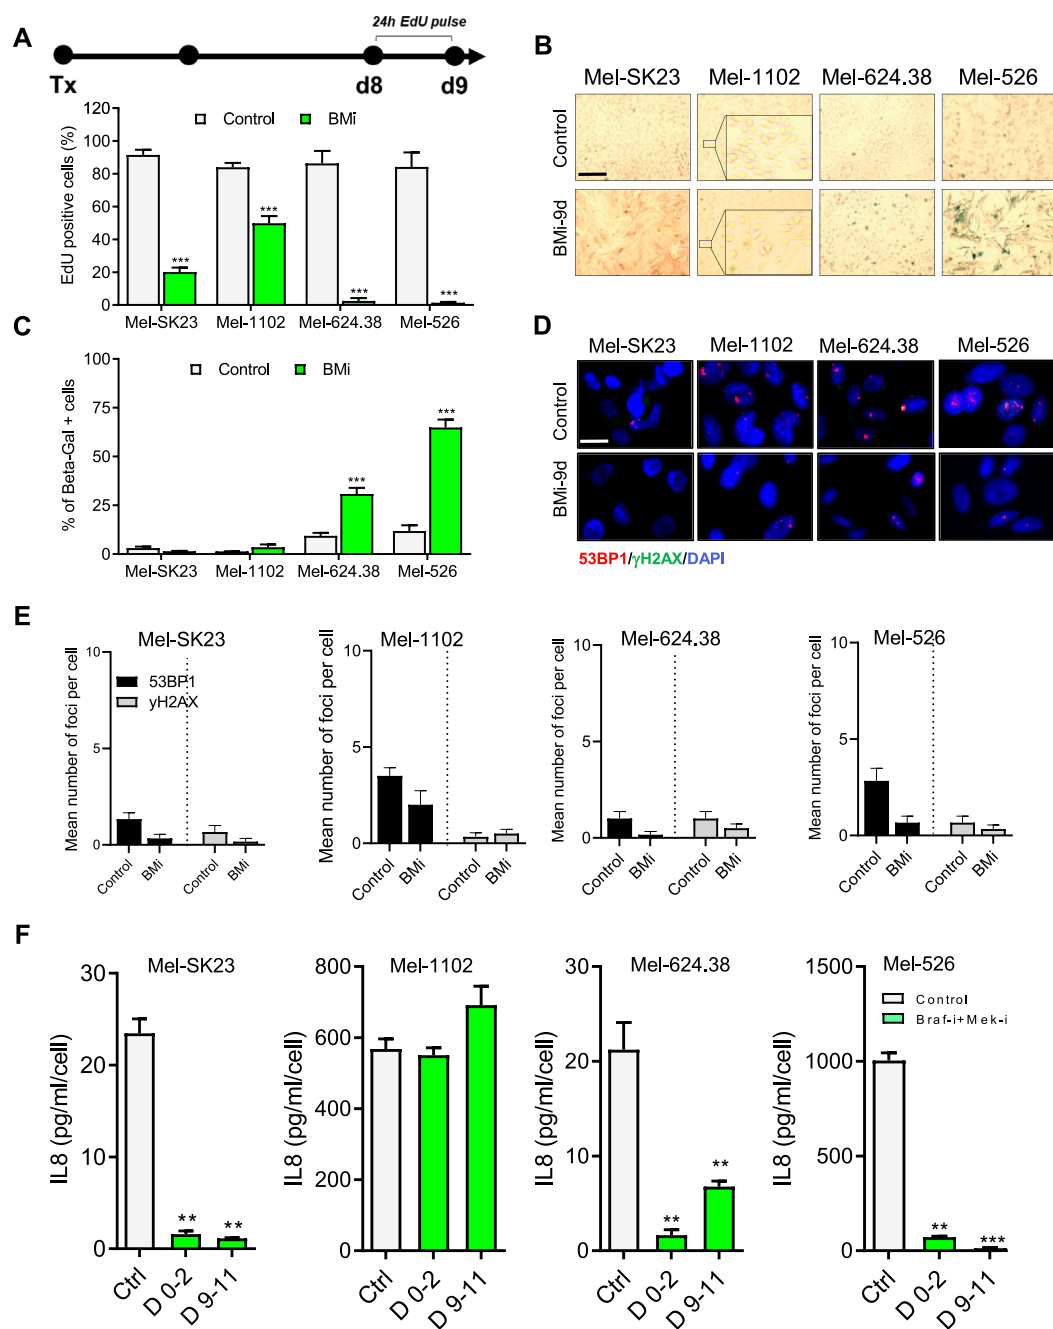 A
24h EdU pulse
Tx
d8
d9
EdU positive cells (%)
120
100
80
60
40
20
0
Control
BMi
***
***
***
***
Mel-SK23
Mel-1102
Mel-624.38
Mel-526
B
Mel-SK23
Mel-1102
Mel-624.38
Mel-526
Control
BMi-9d
C
% of Beta-Gal + cells
100
75
50
25
0
Control
BMi
***
***
Mel-SK23
Mel-1102
Mel-624.38
Mel-526
D
Mel-SK23
Mel-1102
Mel-624.38
Mel-526
Control
BMi-9d
53BP1/γH2AX/DAPI
E
Mel-SK23
Mean number of foci per cell
10
5
0
53BP1
yH2AX
Control
BMi
Control
BMi
Mel-1102
Mean number of foci per cell
10
5
0
Control
BMi
Control
BMi
Mel-624.38
Mean number of foci per cell
10
5
0
Control
BMi
Control
BMi
Mel-526
Mean number of foci per cell
10
5
0
Control
BMi
Control
BMi
F
Mel-SK23
IL8 (pg/ml/cell)
30
20
10
0
**
**
Ctrl
D 0-2
D 9-11
Mel-1102
IL8 (pg/ml/cell)
800
600
400
200
0
Ctrl
D 0-2
D 9-11
Mel-624.38
IL8 (pg/ml/cell)
30
20
10
0
**
**
Ctrl
D 0-2
D 9-11
Mel-526
IL8 (pg/ml/cell)
1500
1000
500
0
Control
Braf-i+Mek-i
**
***
Ctrl
D 0-2
D 9-11